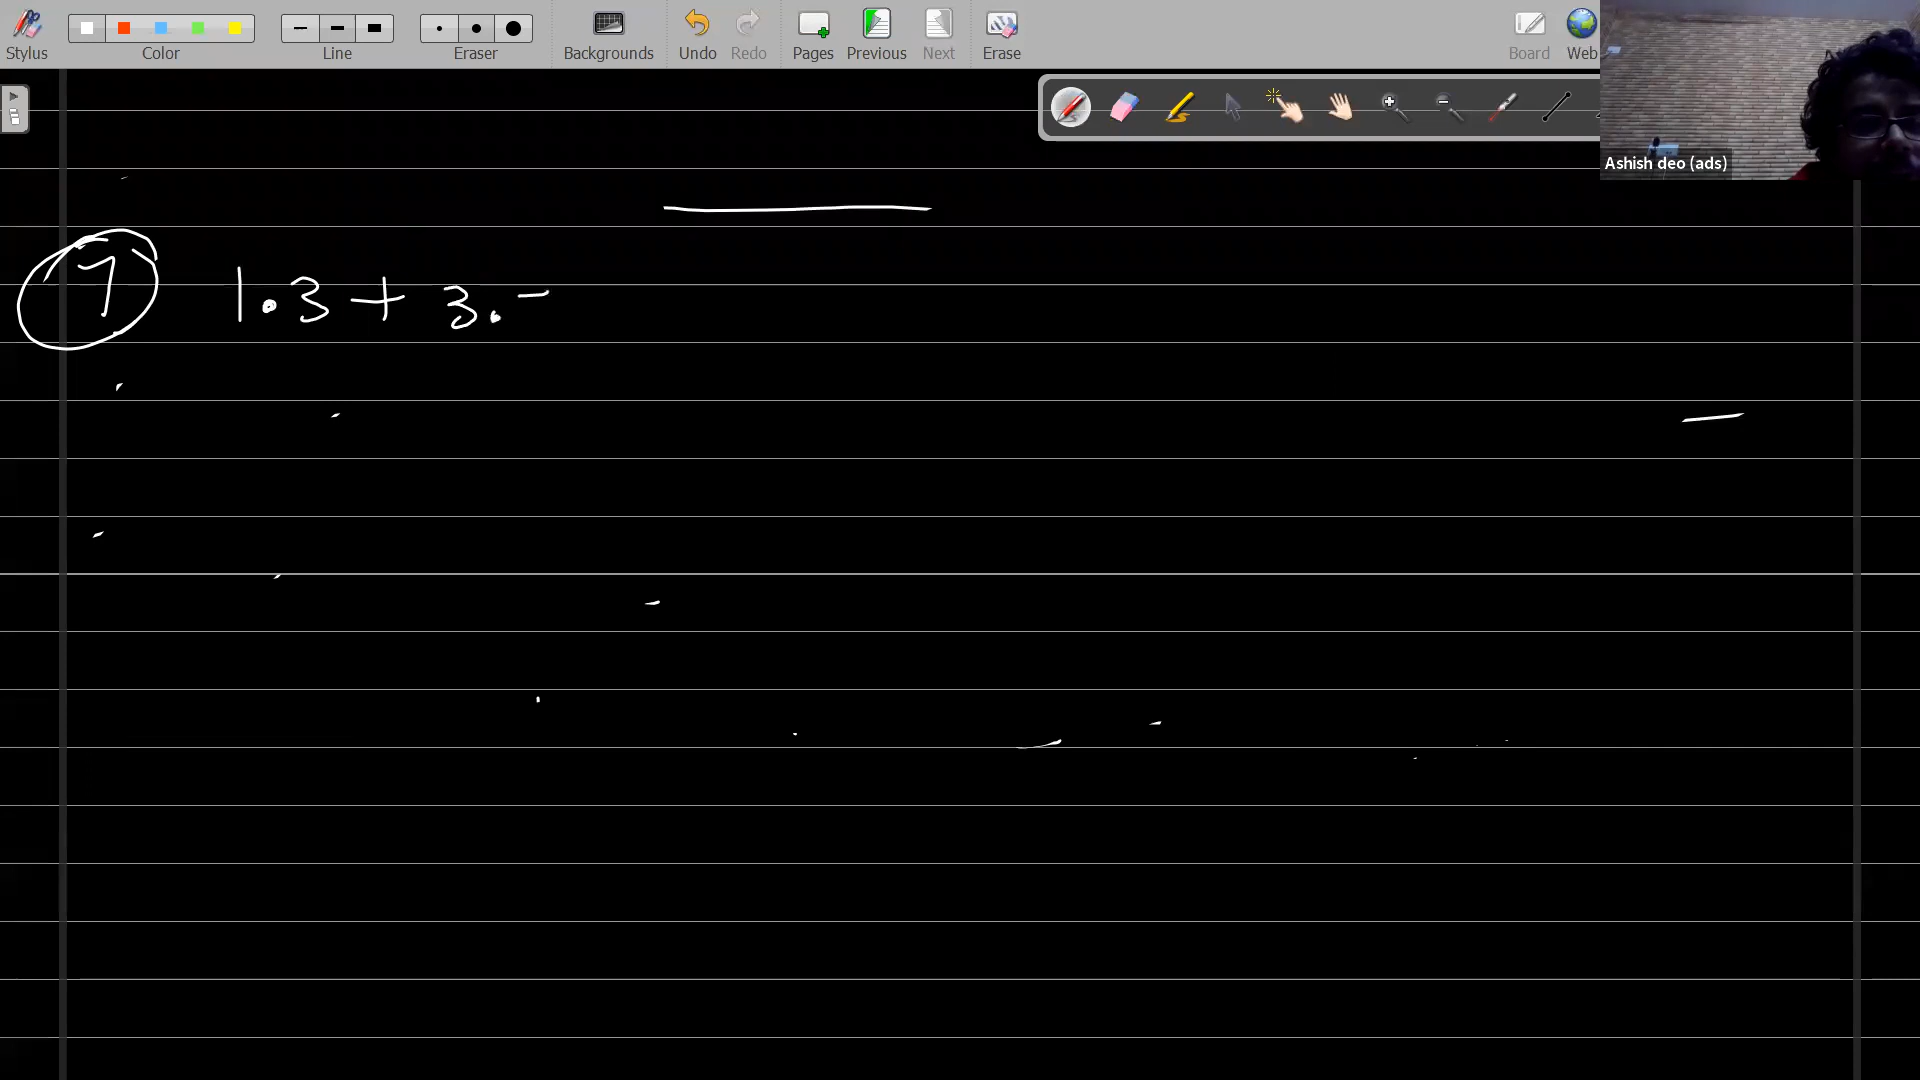 Stylus Color Line Eraser Backgrounds Undo Redo Pages Previous Next Erase Board Web
Ashish deo (ads)
7 1.3 + 3.